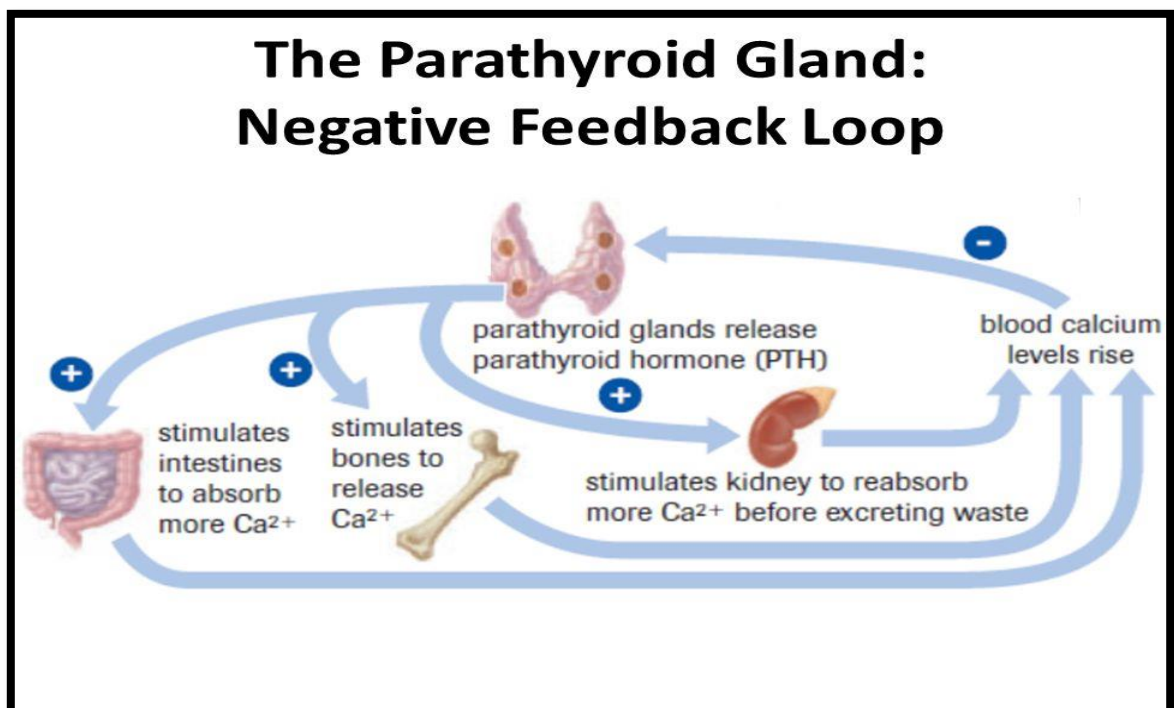 The Parathyroid Gland:
Negative Feedback Loop
-
parathyroid glands release
parathyroid hormone (PTH)
blood calcium
levels rise
+
+
+
stimulates
intestines
to absorb
more Ca²⁺
stimulates
bones to
release
Ca²⁺
stimulates kidney to reabsorb
more Ca²⁺ before excreting waste